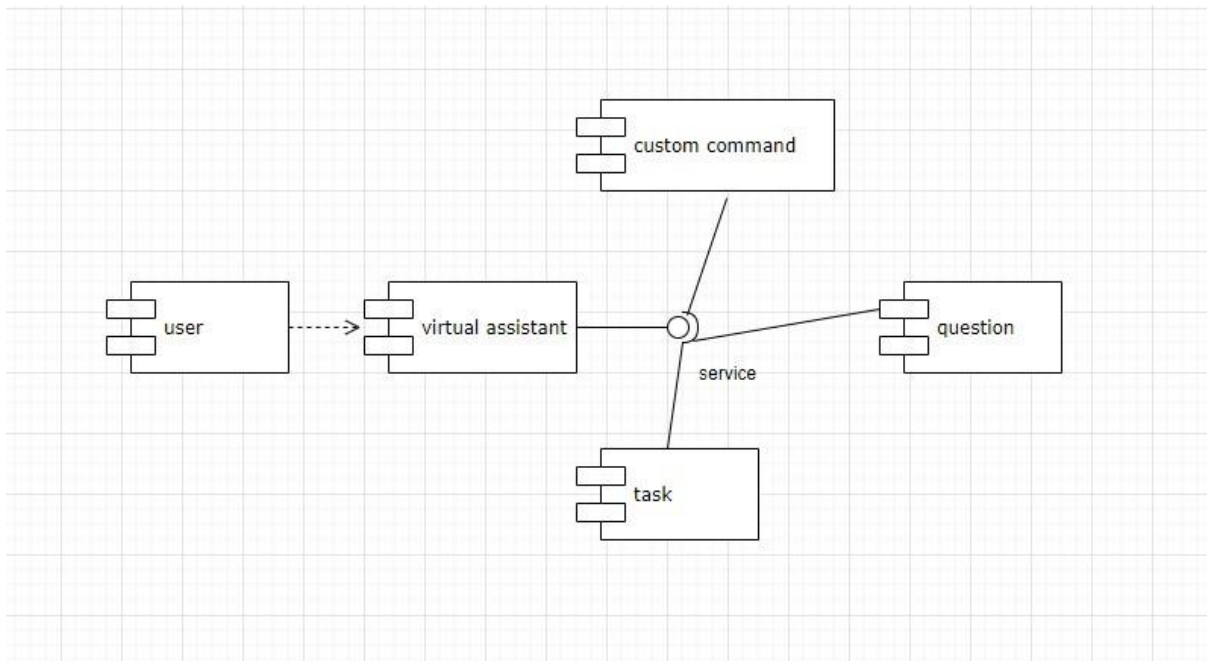 custom command
user
virtual assistant
question
service
task